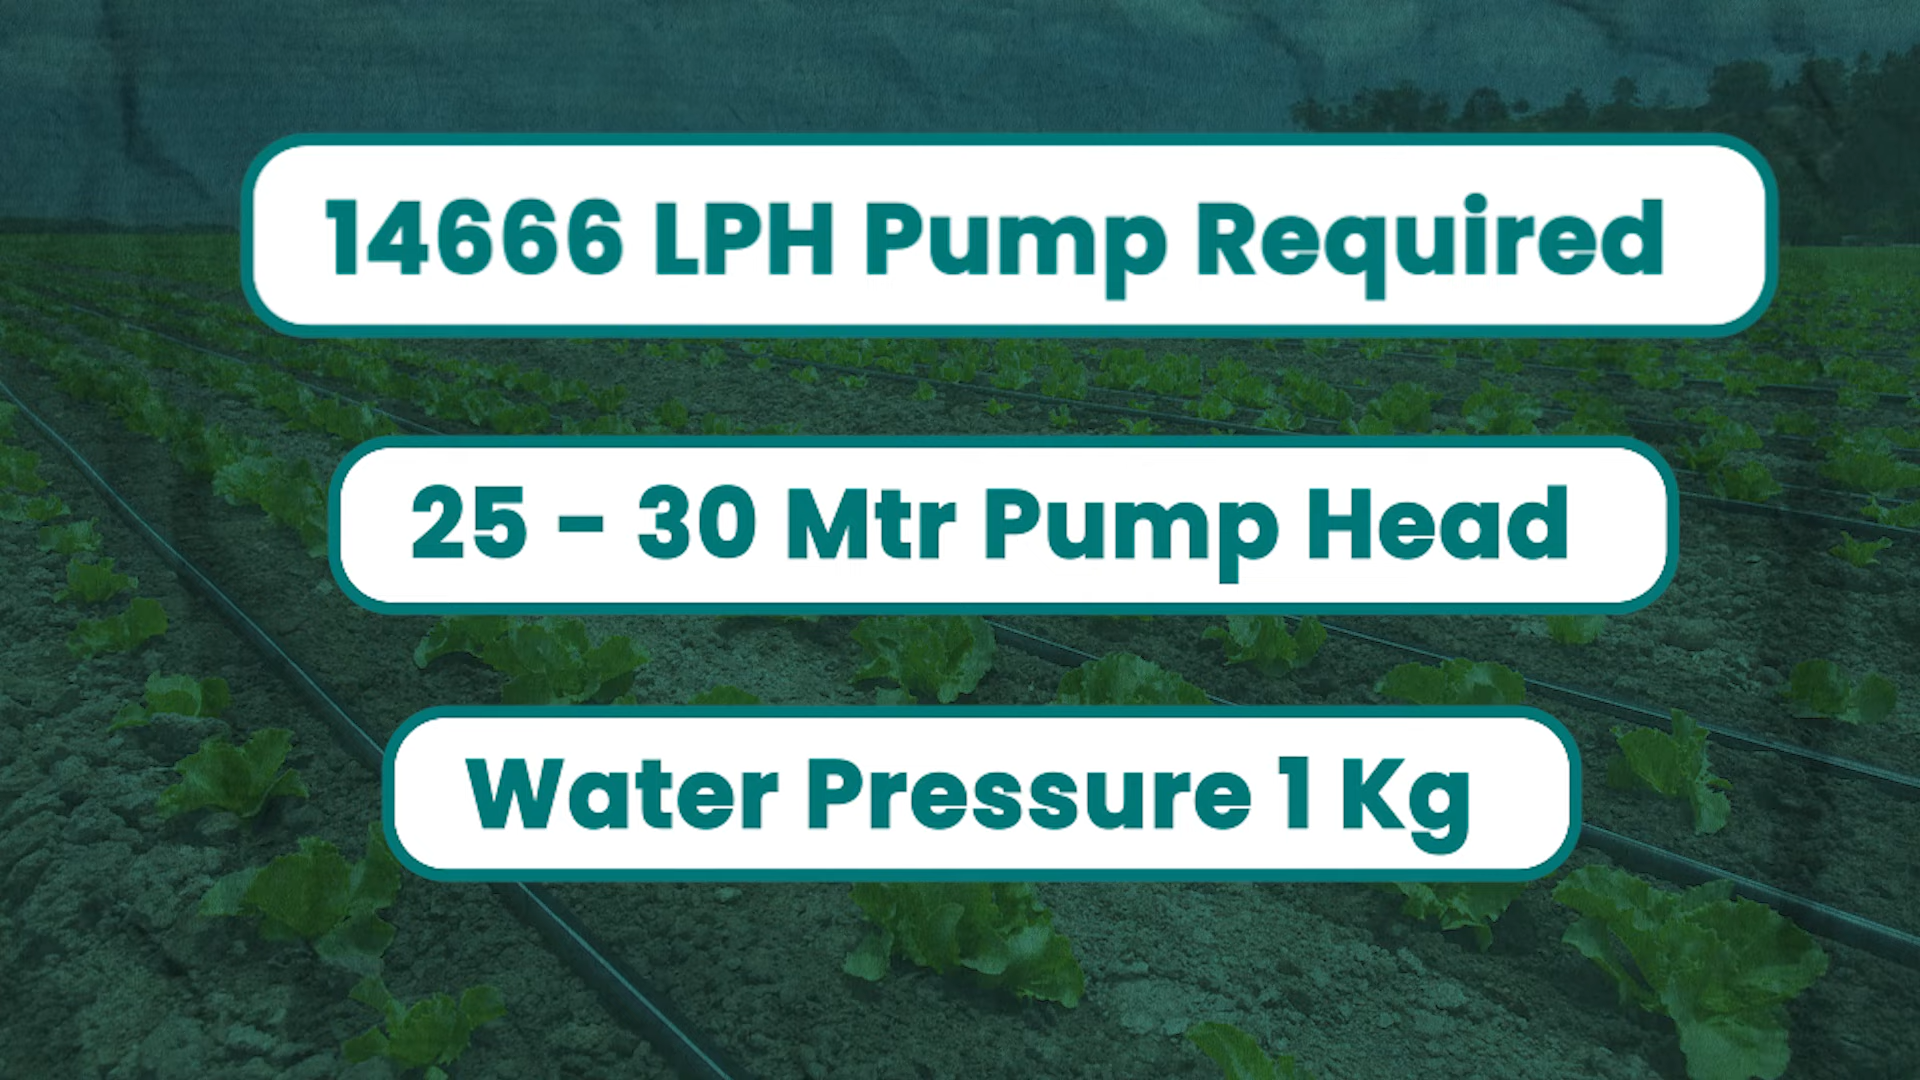 14666 LPH Pump Required
25 - 30 Mtr Pump Head
Water Pressure 1 Kg